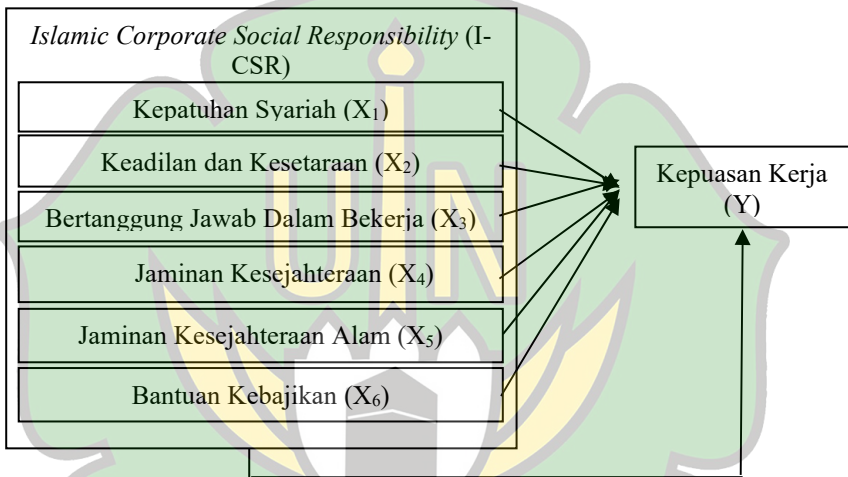 Islamic Corporate Social Responsibility (I-
CSR)
Kepatuhan Syariah (X₁)
Keadilan dan Kesetaraan (X₂)
Bertanggung Jawab Dalam Bekerja (X₃)
Jaminan Kesejahteraan (X₄)
Jaminan Kesejahteraan Alam (X₅)
Bantuan Kebajikan (X₆)
Kepuasan Kerja
(Y)
UIN